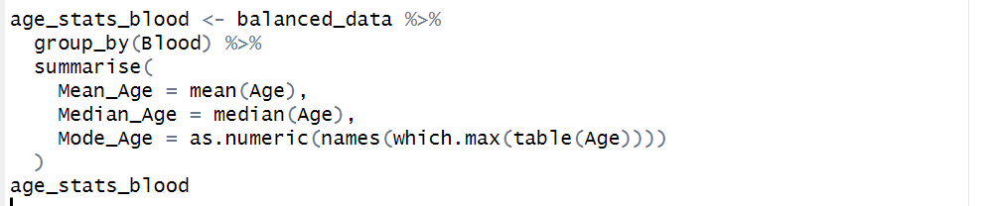 age_stats_blood <- balanced_data %>%
  group_by(Blood) %>%
  summarise(
    Mean_Age = mean(Age),
    Median_Age = median(Age),
    Mode_Age = as.numeric(names(which.max(table(Age))))
  )
age_stats_blood